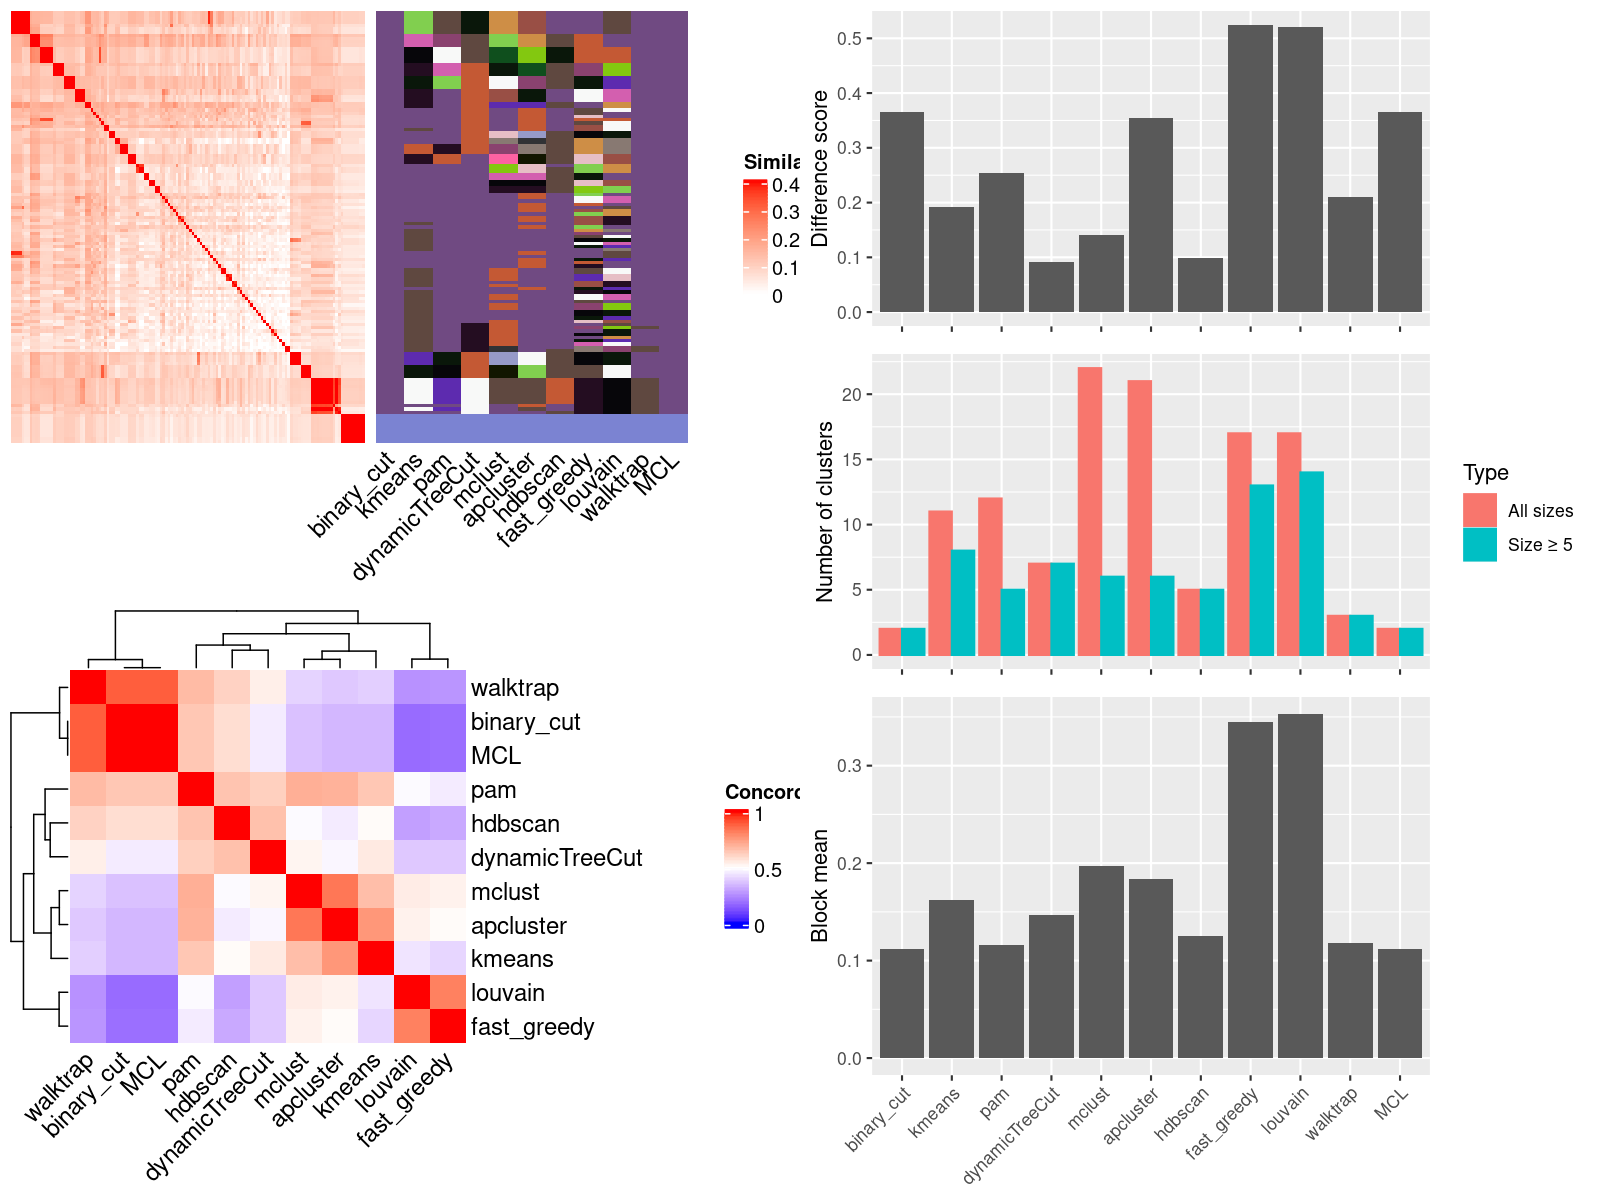 Simila
0.4
0.3
0.2
0.1
0
binary_cut
kmeans
pam
dynamicTreeCut
mclust
apcluster
hdbscan
fast_greedy
louvain
walktrap
MCL
walktrap
binary_cut
MCL
pam
hdbscan
dynamicTreeCut
mclust
apcluster
kmeans
louvain
fast_greedy
walktrap
binary_cut
MCL
pam
hdbscan
dynamicTreeCut
mclust
apcluster
kmeans
louvain
fast_greedy
Concord
1
0.5
0
Difference score
0.5
0.4
0.3
0.2
0.1
0.0
Number of clusters
20
15
10
5
0
Type
All sizes
Size ≥ 5
Block mean
0.3
0.2
0.1
0.0
binary_cut
kmeans
pam
dynamicTreeCut
mclust
apcluster
hdbscan
fast_greedy
louvain
walktrap
MCL